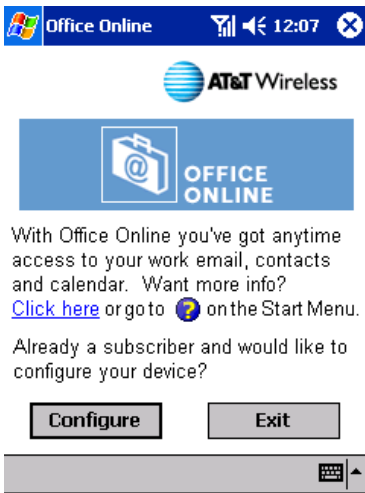 Office Online 12:07
AT&T Wireless
@
OFFICE
ONLINE
With Office Online you've got anytime
access to your work email, contacts
and calendar. Want more info?
Click here or go to ? on the Start Menu.
Already a subscriber and would like to
configure your device?
Configure Exit